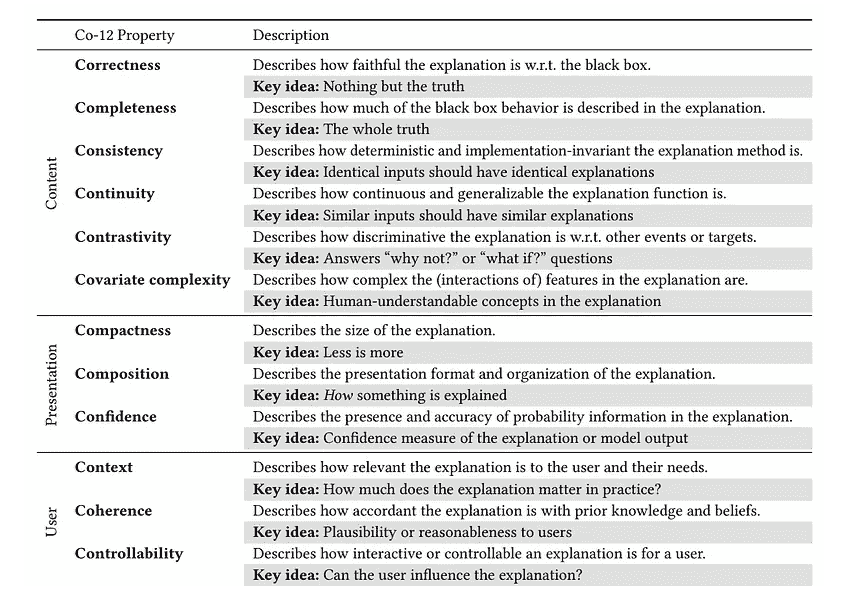 Co-12 Property Description
Content
Correctness Describes how faithful the explanation is w.r.t. the black box.
Key idea: Nothing but the truth
Completeness Describes how much of the black box behavior is described in the explanation.
Key idea: The whole truth
Consistency Describes how deterministic and implementation-invariant the explanation method is.
Key idea: Identical inputs should have identical explanations
Continuity Describes how continuous and generalizable the explanation function is.
Key idea: Similar inputs should have similar explanations
Contrastivity Describes how discriminative the explanation is w.r.t. other events or targets.
Key idea: Answers “why not?” or “what if?” questions
Covariate complexity Describes how complex the (interactions of) features in the explanation are.
Key idea: Human-understandable concepts in the explanation
Presentation
Compactness Describes the size of the explanation.
Key idea: Less is more
Composition Describes the presentation format and organization of the explanation.
Key idea: How something is explained
Confidence Describes the presence and accuracy of probability information in the explanation.
Key idea: Confidence measure of the explanation or model output
User
Context Describes how relevant the explanation is to the user and their needs.
Key idea: How much does the explanation matter in practice?
Coherence Describes how accordant the explanation is with prior knowledge and beliefs.
Key idea: Plausibility or reasonableness to users
Controllability Describes how interactive or controllable an explanation is for a user.
Key idea: Can the user influence the explanation?